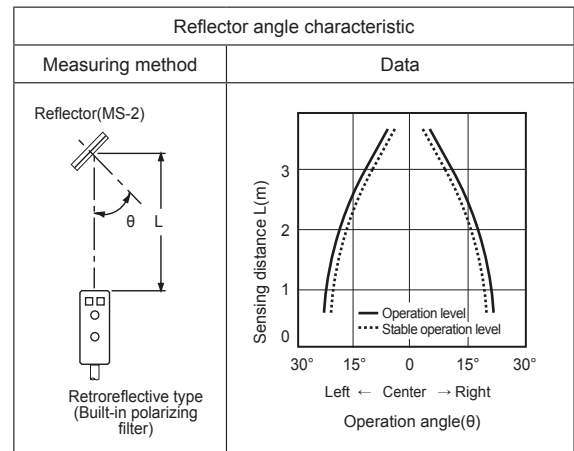 Reflector angle characteristic
Measuring method
Data
Reflector(MS-2)
θ
L
Retroreflective type
(Built-in polarizing
filter)
Sensing distance L(m)
3
2
1
0
Operation level
Stable operation level
30° 15° 0 15° 30°
Left ← Center → Right
Operation angle(θ)